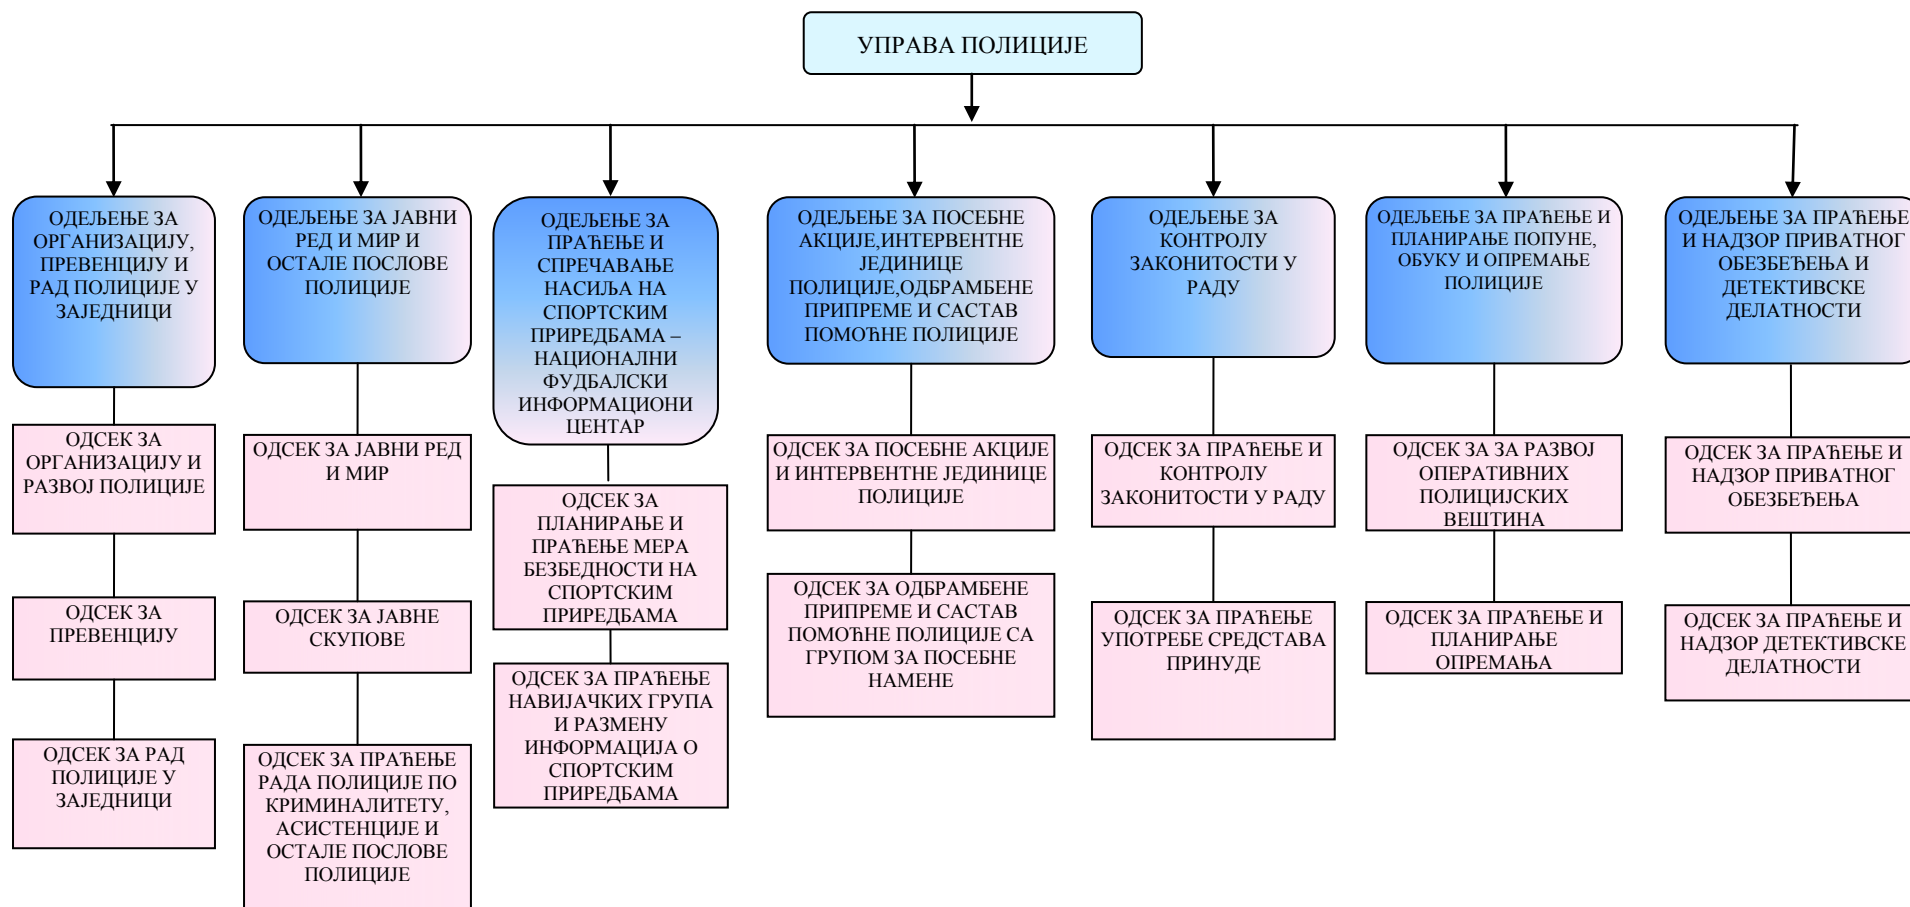 УПРАВА ПОЛИЦИЈЕ
ОДЕЉЕЊЕ ЗА
ОРГАНИЗАЦИЈУ,
ПРЕВЕНЦИЈУ И
РАД ПОЛИЦИЈЕ У
ЗАЈЕДНИЦИ
ОДЕЉЕЊЕ ЗА ЈАВНИ
РЕД И МИР И
ОСТАЛЕ ПОСЛОВЕ
ПОЛИЦИЈЕ
ОДЕЉЕЊЕ ЗА
ПРАЋЕЊЕ И
СПРЕЧАВАЊЕ
НАСИЉА НА
СПОРТСКИМ
ПРИРЕДБАМА –
НАЦИОНАЛНИ
ФУДБАЛСКИ
ИНФОРМАЦИОНИ
ЦЕНТАР
ОДЕЉЕЊЕ ЗА ПОСЕБНЕ
АКЦИЈЕ,ИНТЕРВЕНТНЕ
ЈЕДИНИЦЕ
ПОЛИЦИЈЕ,ОДБРАМБЕНЕ
ПРИПРЕМЕ И САСТАВ
ПОМОЋНЕ ПОЛИЦИЈЕ
ОДЕЉЕЊЕ ЗА
КОНТРОЛУ
ЗАКОНИТОСТИ У
РАДУ
ОДЕЉЕЊЕ ЗА ПРАЋЕЊЕ И
ПЛАНИРАЊЕ ПОПУНЕ,
ОБУКУ И ОПРЕМАЊЕ
ПОЛИЦИЈЕ
ОДЕЉЕЊЕ ЗА ПРАЋЕЊЕ
И НАДЗОР ПРИВАТНОГ
ОБЕЗБЕЂЕЊА И
ДЕТЕКТИВСКЕ
ДЕЛАТНОСТИ
ОДСЕК ЗА
ОРГАНИЗАЦИЈУ И
РАЗВОЈ ПОЛИЦИЈЕ
ОДСЕК ЗА ЈАВНИ РЕД
И МИР
ОДСЕК ЗА
ПЛАНИРАЊЕ И
ПРАЋЕЊЕ МЕРА
БЕЗБЕДНОСТИ НА
СПОРТСКИМ
ПРИРЕДБАМА
ОДСЕК ЗА ПОСЕБНЕ АКЦИЈЕ
И ИНТЕРВЕНТНЕ ЈЕДИНИЦЕ
ПОЛИЦИЈЕ
ОДСЕК ЗА ПРАЋЕЊЕ И
КОНТРОЛУ
ЗАКОНИТОСТИ У РАДУ
ОДСЕК ЗА ЗА РАЗВОЈ
ОПЕРАТИВНИХ
ПОЛИЦИЈСКИХ
ВЕШТИНА
ОДСЕК ЗА ПРАЋЕЊЕ И
НАДЗОР ПРИВАТНОГ
ОБЕЗБЕЂЕЊА
ОДСЕК ЗА
ПРЕВЕНЦИЈУ
ОДСЕК ЗА ЈАВНЕ
СКУПОВЕ
ОДСЕК ЗА ПРАЋЕЊЕ
НАВИЈАЧКИХ ГРУПА
И РАЗМЕНУ
ИНФОРМАЦИЈА О
СПОРТСКИМ
ПРИРЕДБАМА
ОДСЕК ЗА ОДБРАМБЕНЕ
ПРИПРЕМЕ И САСТАВ
ПОМОЋНЕ ПОЛИЦИЈЕ СА
ГРУПОМ ЗА ПОСЕБНЕ
НАМЕНЕ
ОДСЕК ЗА ПРАЋЕЊЕ
УПОТРЕБЕ СРЕДСТАВА
ПРИНУДЕ
ОДСЕК ЗА ПРАЋЕЊЕ И
ПЛАНИРАЊЕ
ОПРЕМАЊА
ОДСЕК ЗА ПРАЋЕЊЕ И
НАДЗОР ДЕТЕКТИВСКЕ
ДЕЛАТНОСТИ
ОДСЕК ЗА РАД
ПОЛИЦИЈЕ У
ЗАЈЕДНИЦИ
ОДСЕК ЗА ПРАЋЕЊЕ
РАДА ПОЛИЦИЈЕ ПО
КРИМИНАЛИТЕТУ,
АСИСТЕНЦИЈЕ И
ОСТАЛЕ ПОСЛОВЕ
ПОЛИЦИЈЕ